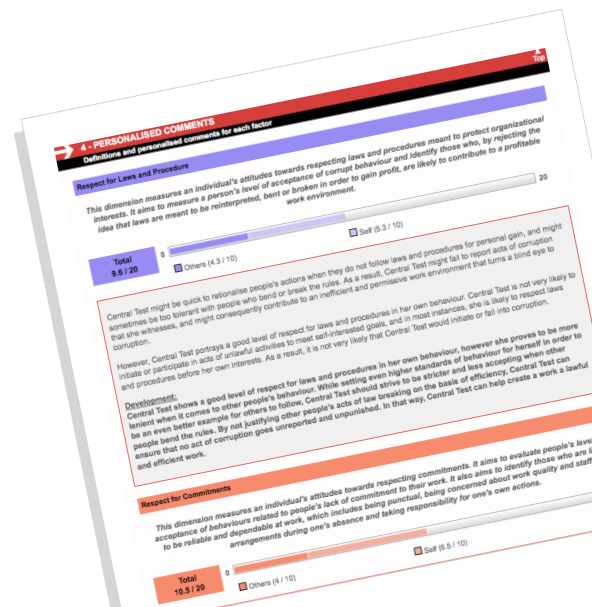 Top
4 - PERSONALISED COMMENTS
Definitions and personalised comments for each factor
Respect for Laws and Procedure
This dimension measures an individual's attitudes towards respecting laws and procedures meant to protect organizational
interests. It aims to measure a person's level of acceptance of corrupt behaviour and identify those who, by rejecting the
idea that laws are meant to be reinterpreted, bent or broken in order to gain profit, are likely to contribute to a profitable
work environment.
Total
9.6 / 20
0
20
Others (4.3 / 10)
Self (5.3 / 10)
Central Test might be quick to rationalise people's actions when they do not follow laws and procedures for personal gain, and might
sometimes be too tolerant with people who bend or break the rules. As a result, Central Test might fail to report acts of corruption
that she witnesses, and might consequently contribute to an inefficient and permissive work environment that turns a blind eye to
corruption.
However, Central Test portrays a good level of respect for laws and procedures in her own behaviour. Central Test is not very likely to
initiate or participate in acts of unlawful activities to meet self-interested goals, and in most instances, she is likely to respect laws
and procedures before her own interests. As a result, it is not very likely that Central Test would initiate or fall into corruption.
Development:
Central Test shows a good level of respect for laws and procedures in her own behaviour, however she proves to be more
lenient when it comes to other people's behaviour. While setting even higher standards of behaviour for herself in order to
be an even better example for others to follow, Central Test should strive to be stricter and less accepting when other
people bend the rules. By not justifying other people's acts of law breaking on the basis of efficiency, Central Test can
ensure that no act of corruption goes unreported and unpunished. In that way, Central Test can help create a work a lawful
and efficient work.
Respect for Commitments
This dimension measures an individual's attitudes towards respecting commitments. It aims to evaluate people's leve
acceptance of behaviours related to people's lack of commitment to their work. It also aims to identify those who are li
to be reliable and dependable at work, which includes being punctual, being concerned about work quality and staff
arrangements during one's absence and taking responsibility for one's own actions.
Total
10.5 / 20
0
Others (4 / 10)
Self (6.5 / 10)